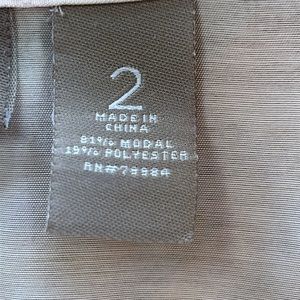 2
MADE IN
CHINA
81% MODAL
19% POLYESTER
RN#79984